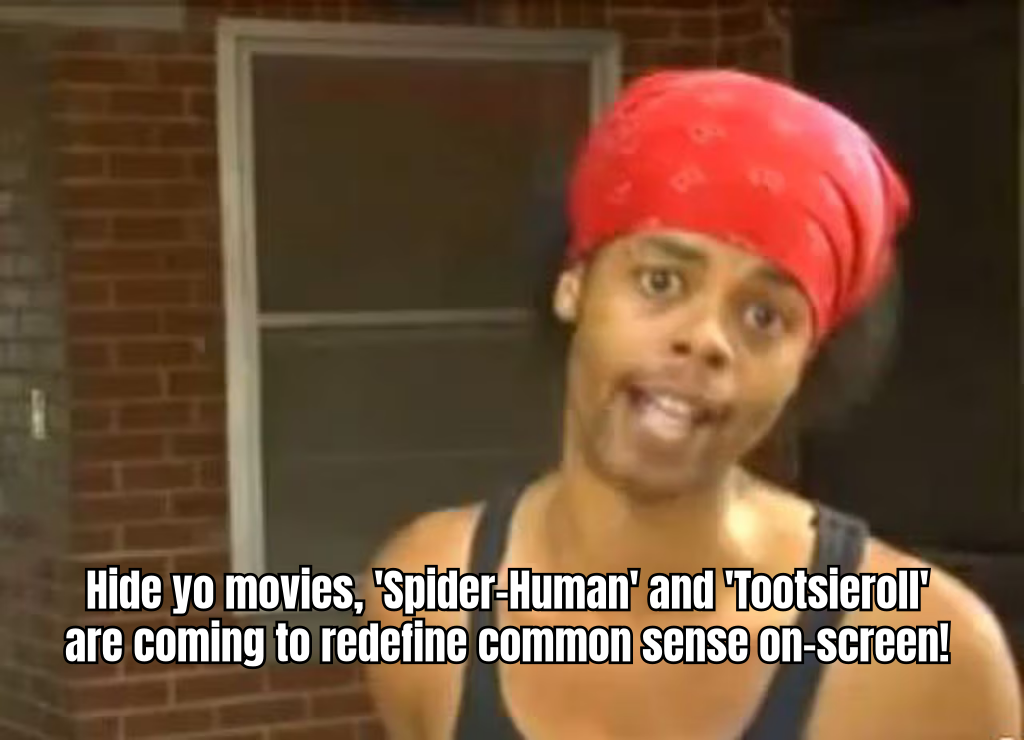 Hide yo movies, 'Spider-Human' and 'Tootsieroll'
are coming to redefine common sense on-screen!